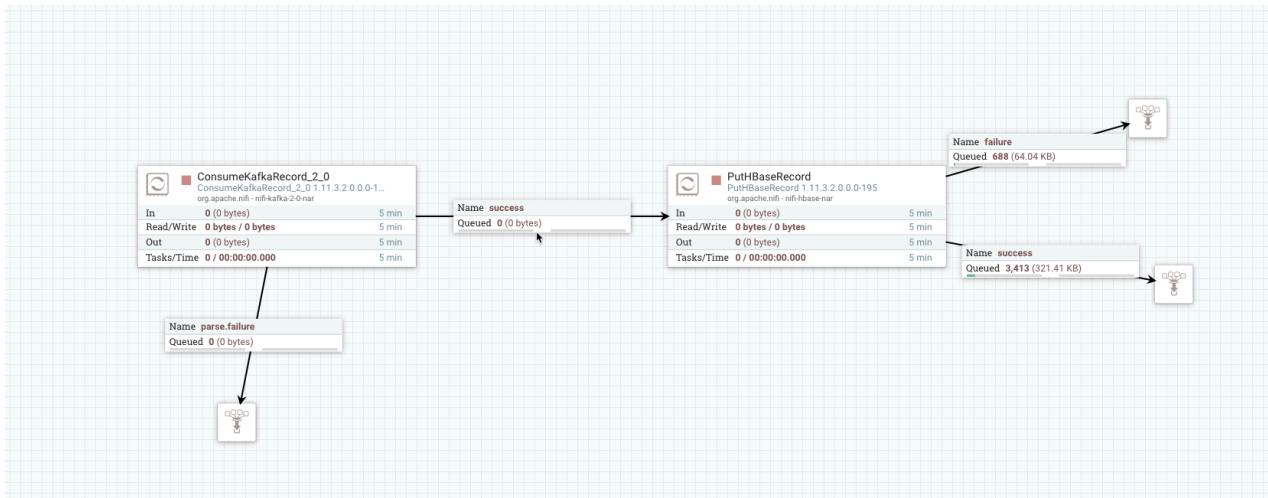 Name failure
Queued 688 (64.04 KB)
ConsumeKafkaRecord_2_0
ConsumeKafkaRecord_2_0 1.11.3.2.0.0.0-1...
org.apache.nifi - nifi-kafka-2-0-nar
In 0 (0 bytes) 5 min
Read/Write 0 bytes / 0 bytes 5 min
Out 0 (0 bytes) 5 min
Tasks/Time 0 / 00:00:00.000 5 min
Name success
Queued 0 (0 bytes)
PutHBaseRecord
PutHBaseRecord 1.11.3.2.0.0.0-195
org.apache.nifi - nifi-hbase-nar
In 0 (0 bytes) 5 min
Read/Write 0 bytes / 0 bytes 5 min
Out 0 (0 bytes) 5 min
Tasks/Time 0 / 00:00:00.000 5 min
Name success
Queued 3,413 (321.41 KB)
Name parse.failure
Queued 0 (0 bytes)